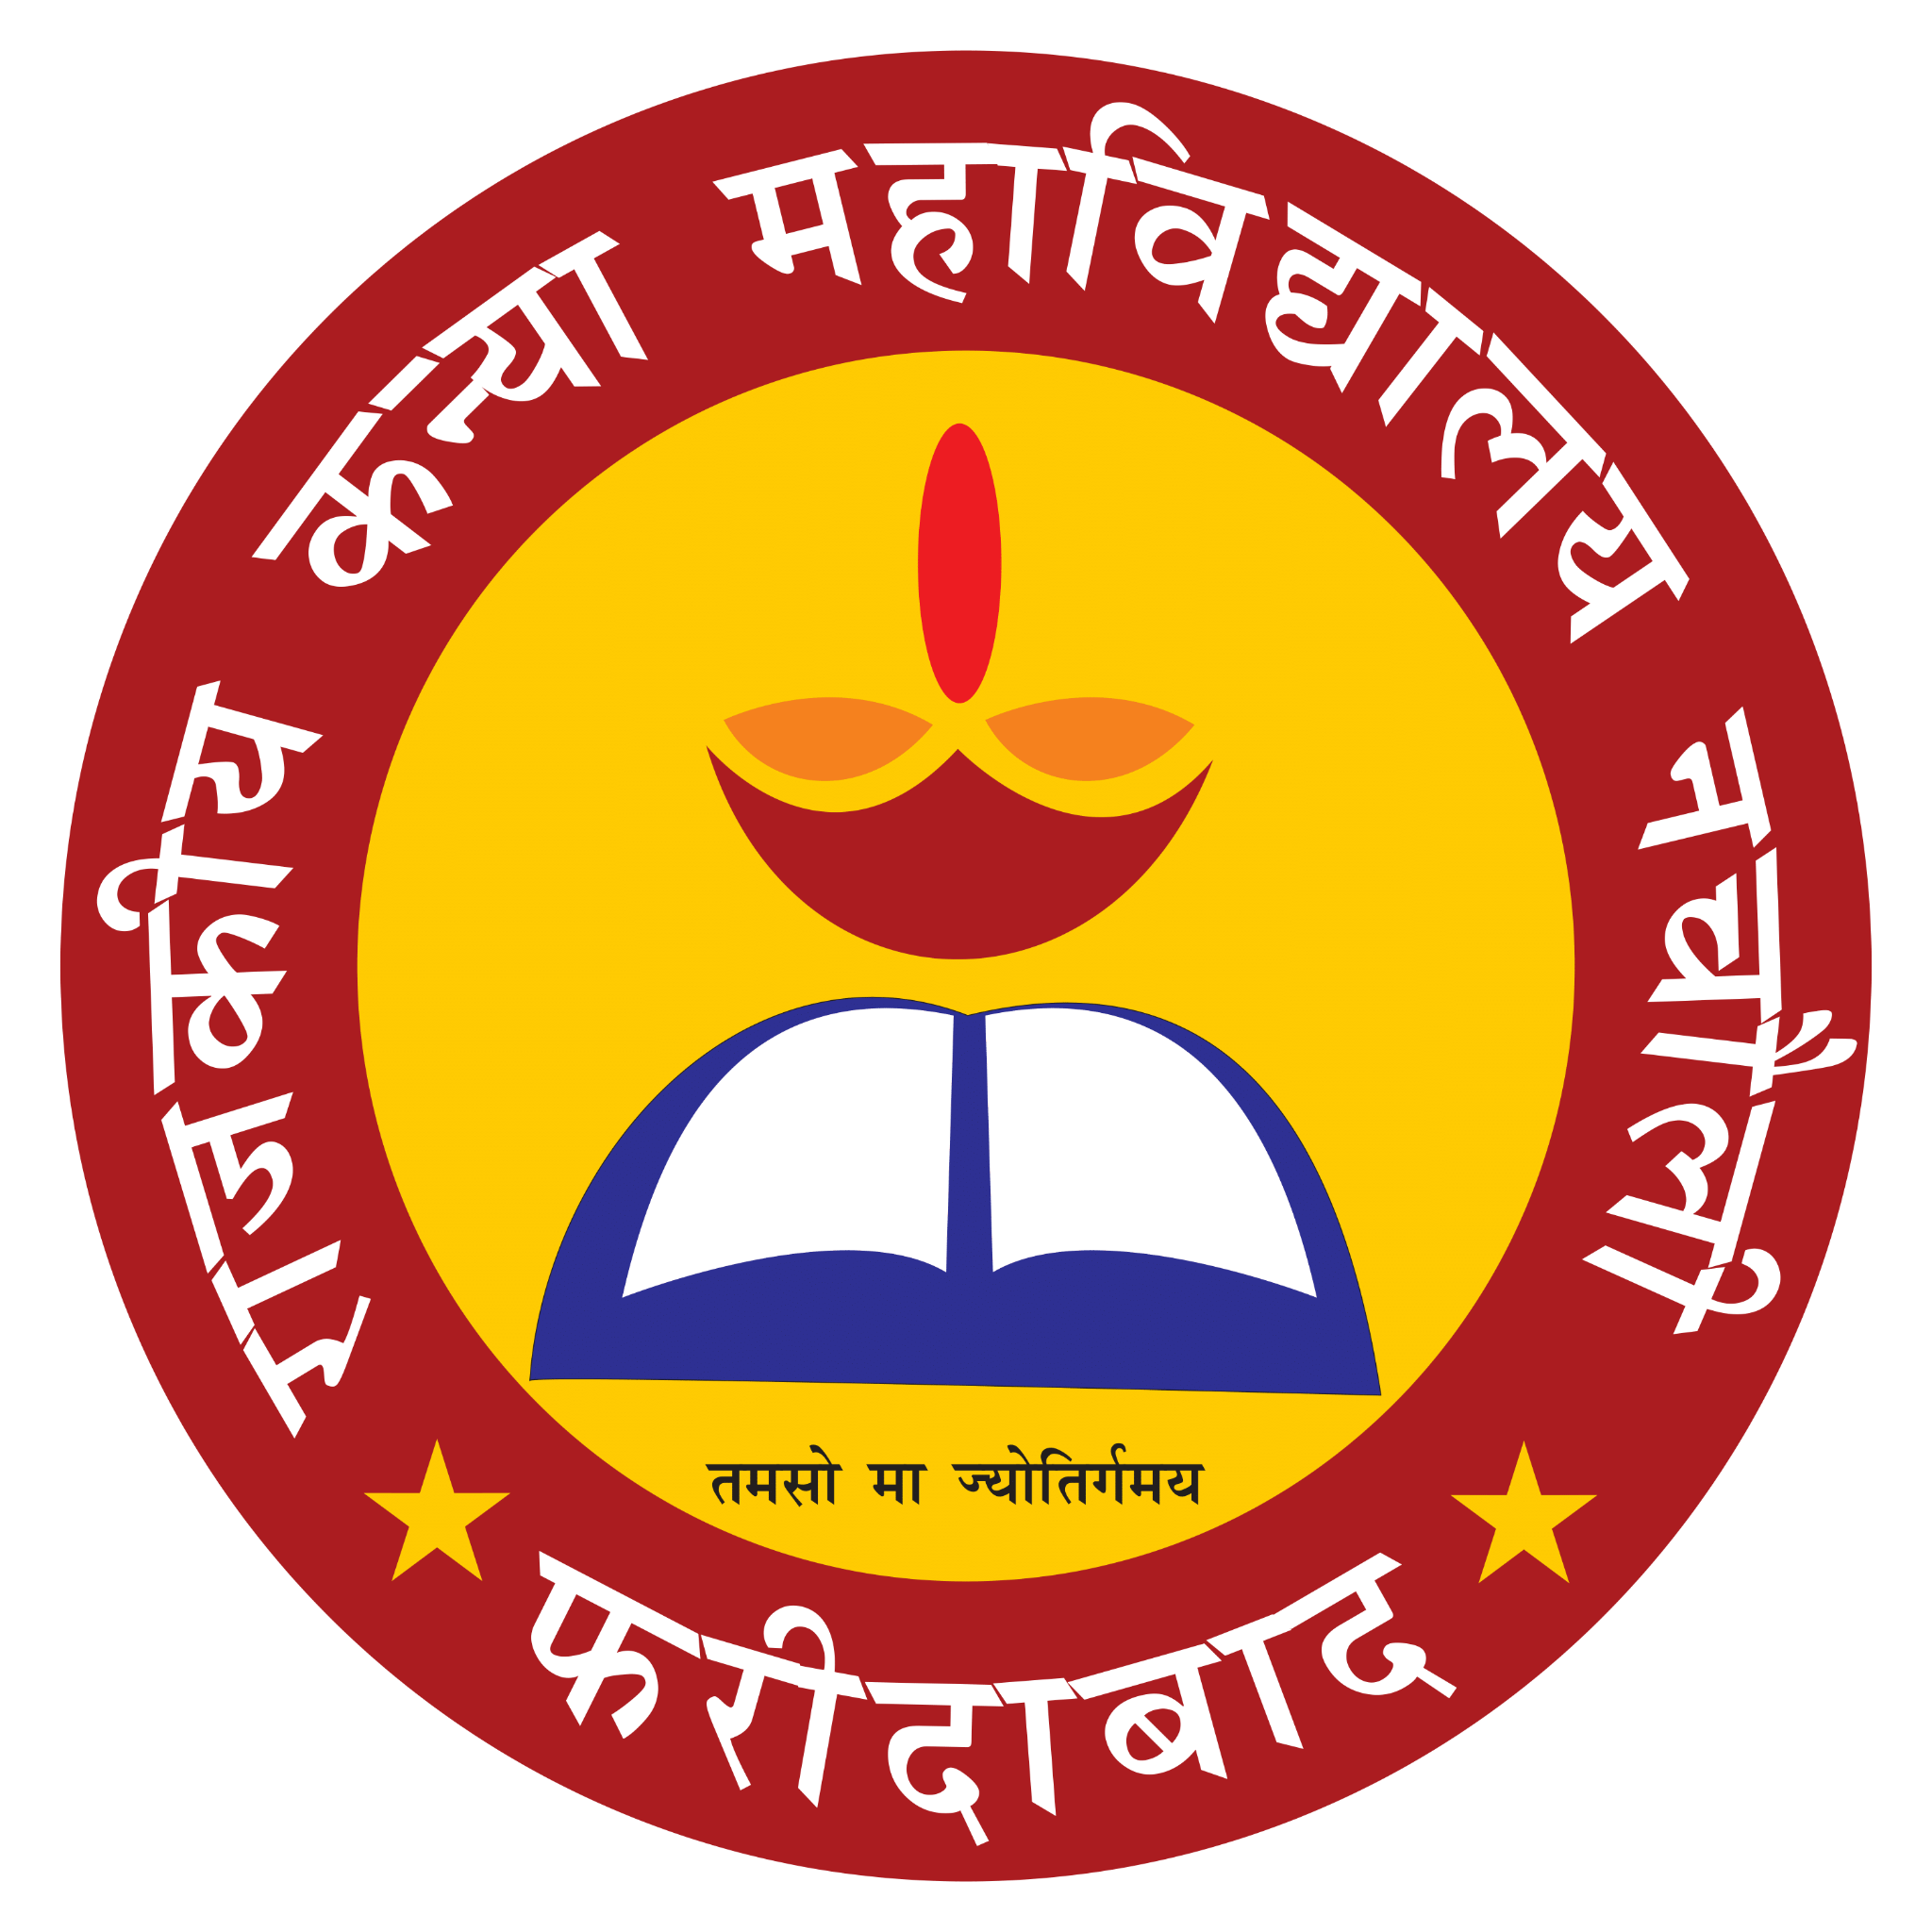 राजकीय कन्या महाविद्यालय नचौली
तमसो मा ज्योतिर्गमय
फरीदाबाद